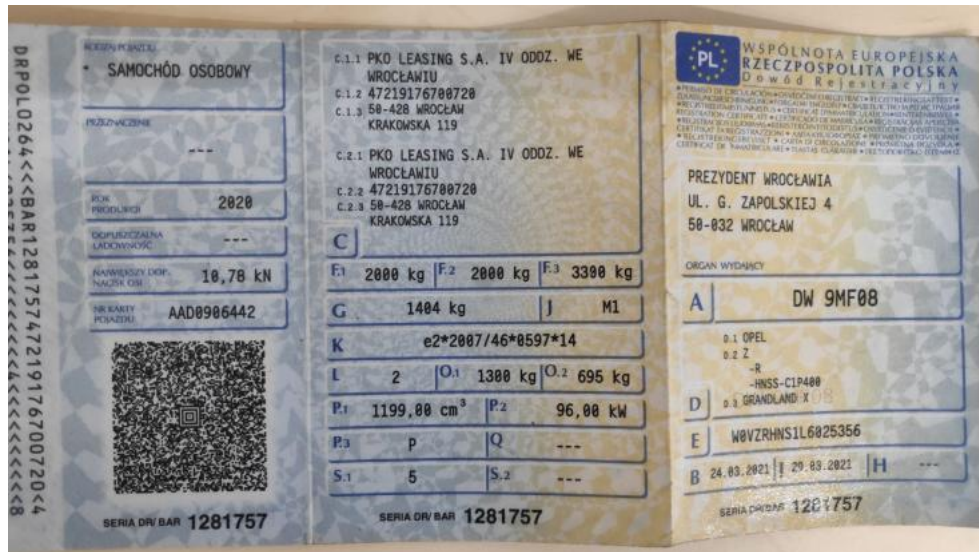 DRPOL0264<<<BAR12817574721917670072D<4
RODZAJ POJAZDU
* SAMOCHÓD OSOBOWY
PRZEZNACZENIE
---
ROK PRODUKCJI 2020
DOPUSZCZALNA ŁADOWNOŚĆ ---
NAJWIĘKSZY DOP. NACISK OSI 10,78 kN
NR KARTY POJAZDU AAD0906442
SERIA DR/BAR 1281757
C.1.1 PKO LEASING S.A. IV ODDZ. WE
WROCŁAWIU
C.1.2 47219176700720
C.1.3 50-428 WROCŁAW
KRAKOWSKA 119
C.2.1 PKO LEASING S.A. IV ODDZ. WE
WROCŁAWIU
C.2.2 47219176700720
C.2.3 50-428 WROCŁAW
KRAKOWSKA 119
C
F.1 2000 kg F.2 2000 kg F.3 3300 kg
G 1404 kg J M1
K e2*2007/46*0597*14
L 2 O.1 1300 kg O.2 695 kg
P.1 1199,00 cm³ P.2 96,00 kW
P.3 P Q ---
S.1 5 S.2 ---
SERIA DR/BAR 1281757
PL
WSPÓLNOTA EUROPEJSKA
RZECZPOSPOLITA POLSKA
Dowód Rejestracyjny
PREZYDENT WROCŁAWIA
UL. G. ZAPOLSKIEJ 4
50-032 WROCŁAW
ORGAN WYDAJĄCY
A DW 9MF08
D.1 OPEL
D.2 Z
-R
-HNSS-C1P400
D D.3 GRANDLAND X
E W0VZRHNS1L6025356
B 24.03.2021 I 29.03.2021 H ---
SERIA DR/BAR 1281757